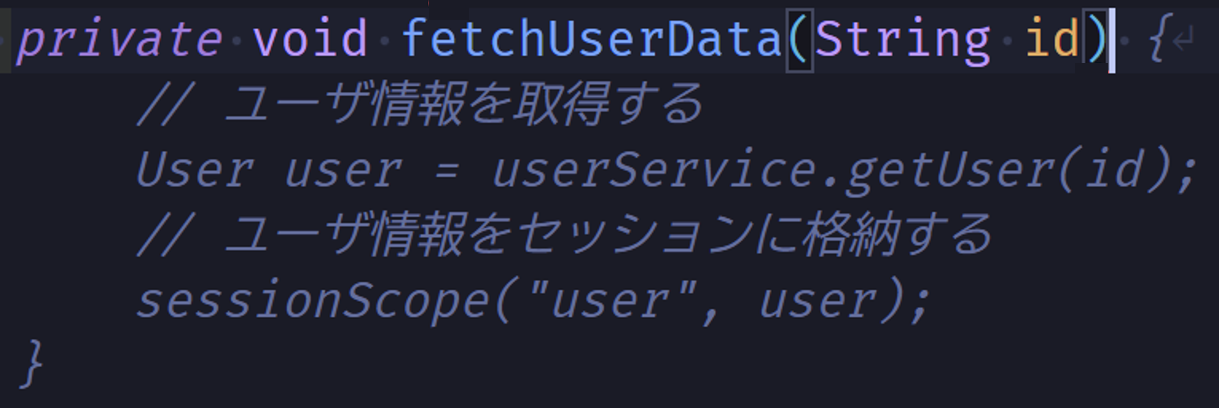 private void fetchUserData(String id) {
// ユーザ情報を取得する
User user = userService.getUser(id);
// ユーザ情報をセッションに格納する
sessionScope("user", user);
}